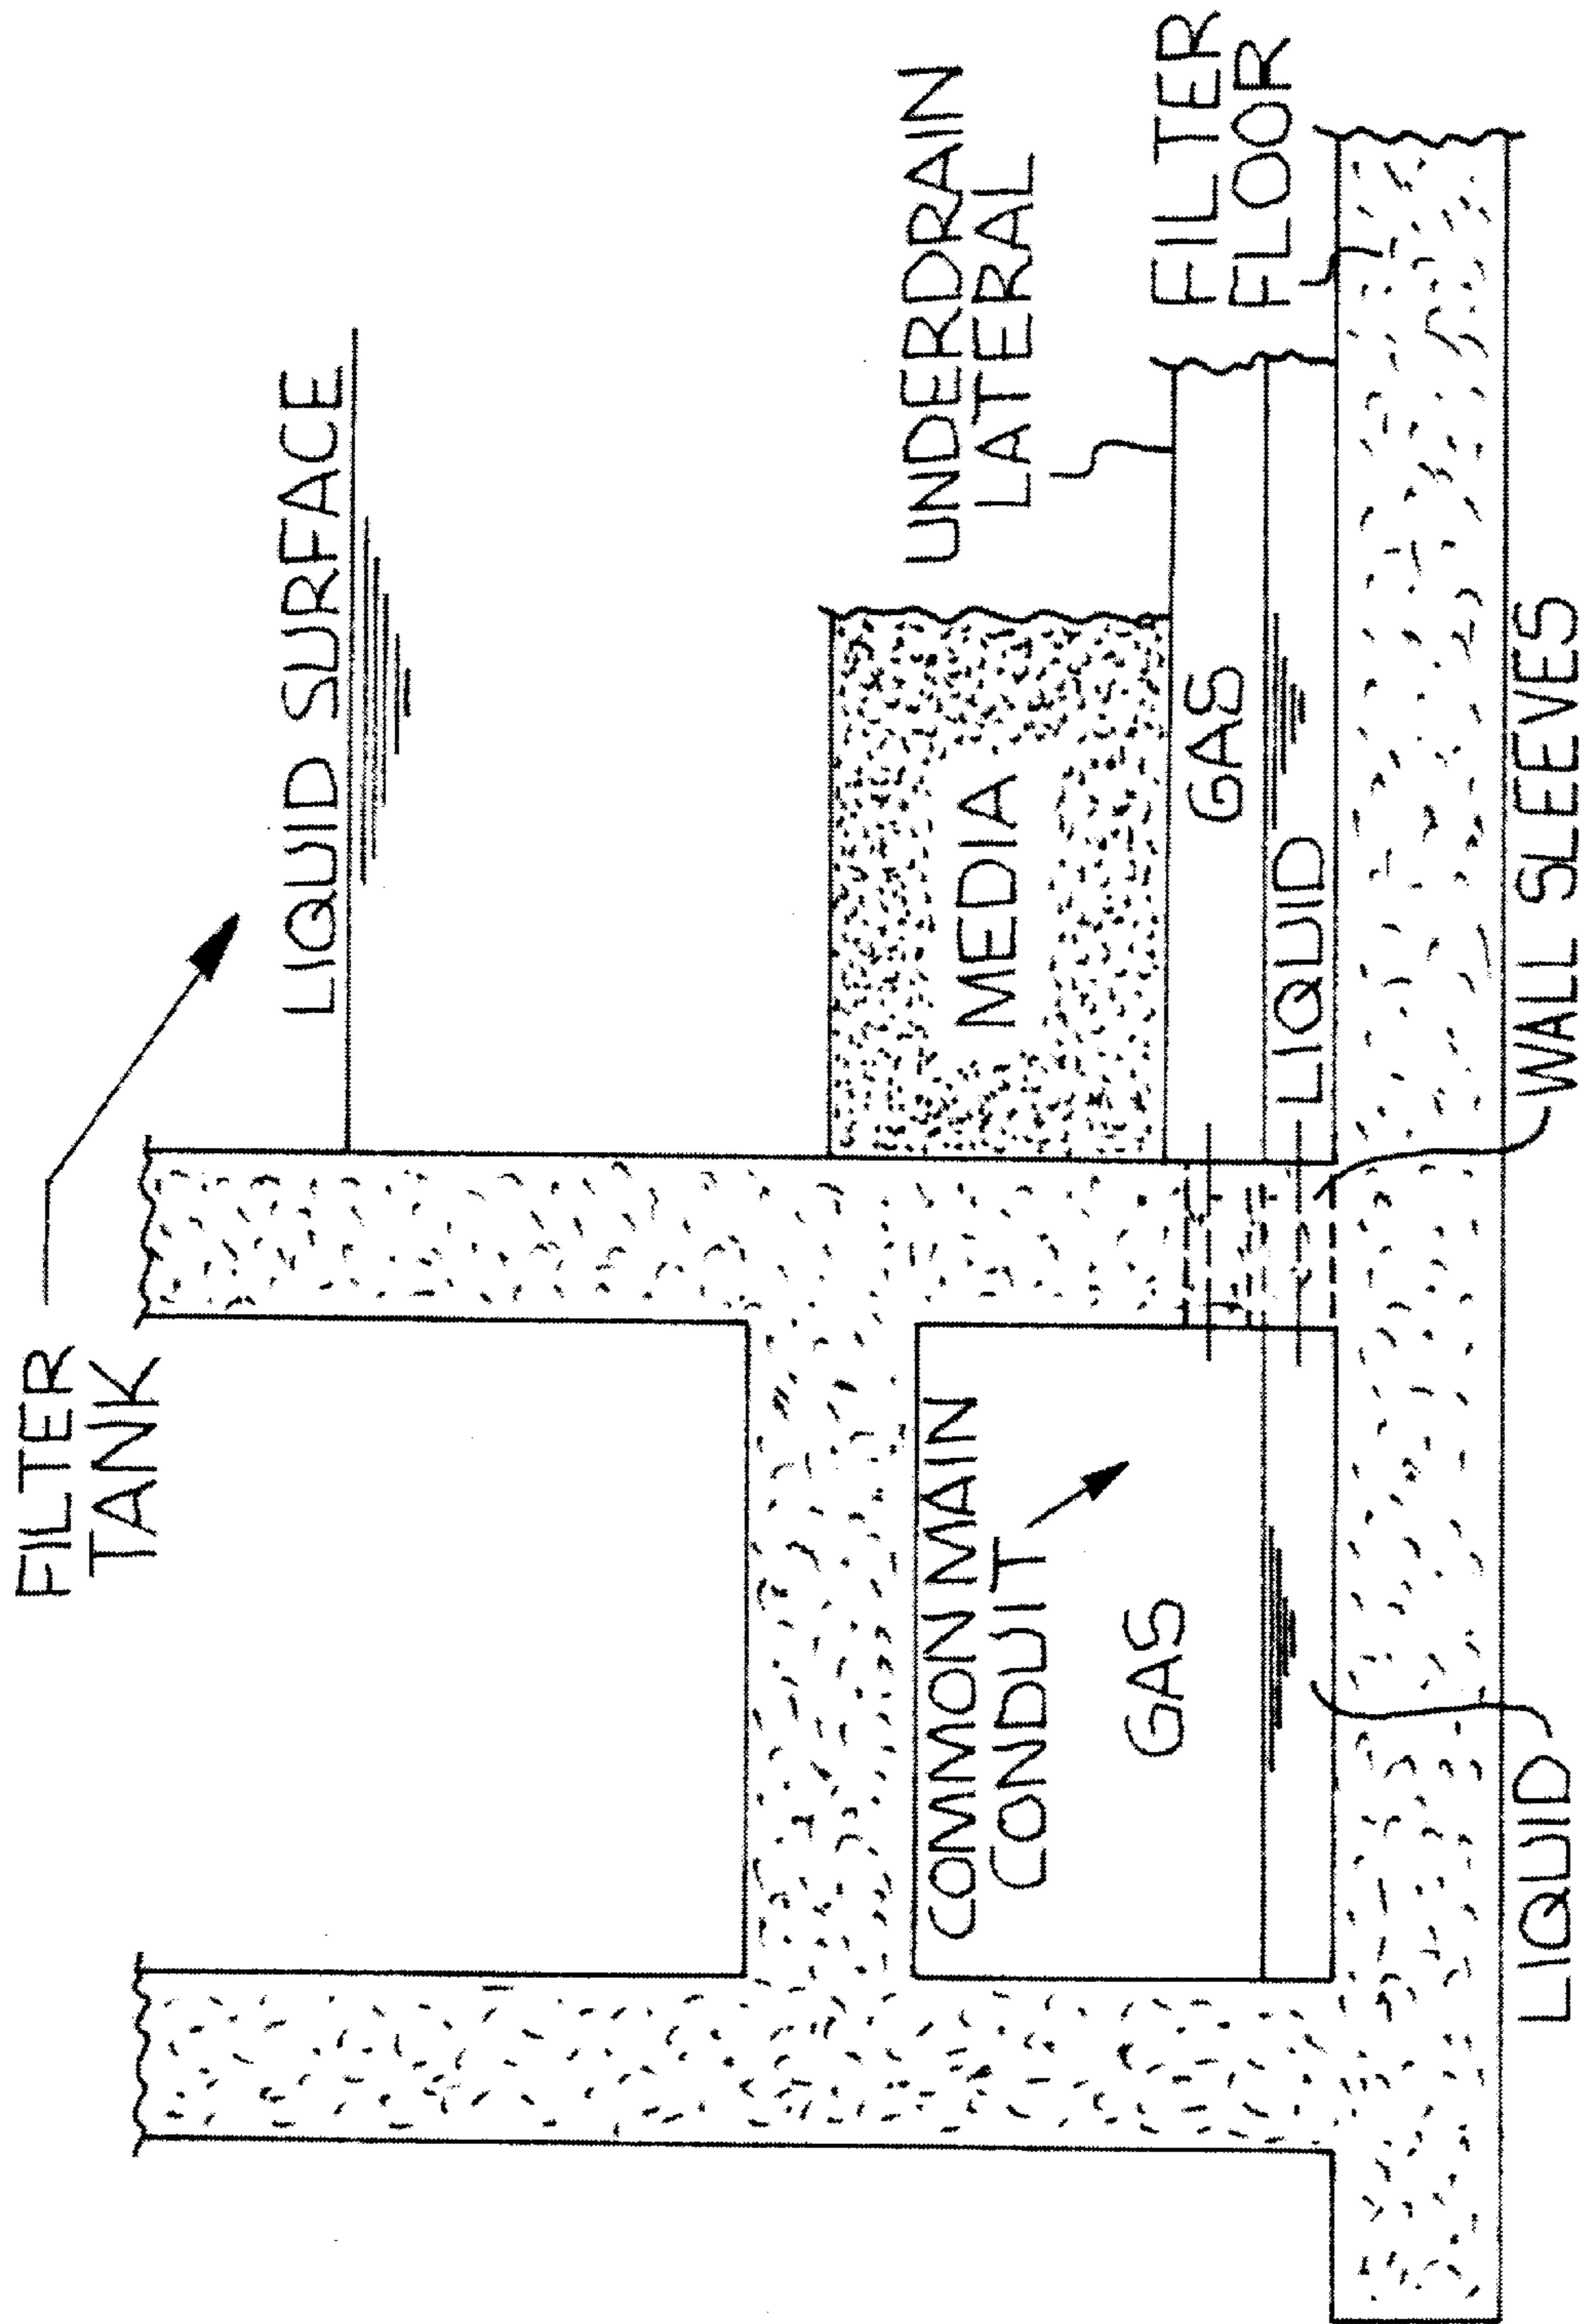 FILTER
TANK
LIQUID SURFACE
UNDERDRAIN
LATERAL
FILTER
FLOOR
MEDIA
GAS
LIQUID
COMMON MAIN
CONDUIT
GAS
LIQUID
WALL SLEEVES